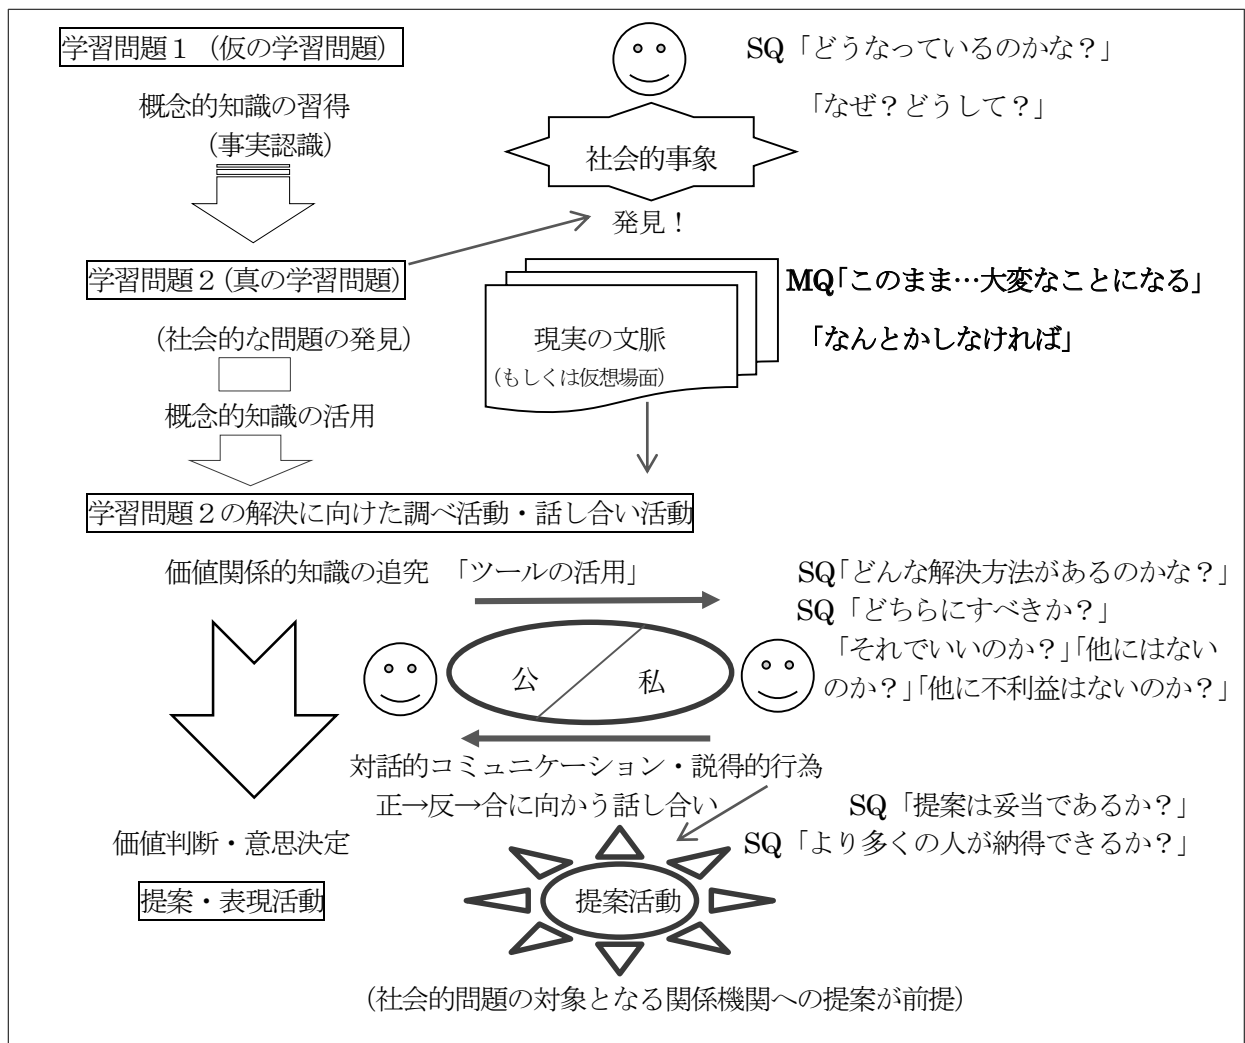 学習問題１（仮の学習問題）
SQ「どうなっているのかな？」
概念的知識の習得
「なぜ？どうして？」
（事実認識）
社会的事象
発見！
学習問題２（真の学習問題）
MQ「このまま…大変なことになる」
（社会的な問題の発見）
現実の文脈
「なんとかしなければ」
（もしくは仮想場面）
概念的知識の活用
学習問題２の解決に向けた調べ活動・話し合い活動
価値関係的知識の追究　「ツールの活用」
SQ「どんな解決方法があるのかな？」
SQ「どちらにすべきか？」
「それでいいのか？」「他にはない
のか？」「他に不利益はないのか？」
公
私
対話的コミュニケーション・説得的行為
正→反→合に向かう話し合い
SQ「提案は妥当であるか？」
価値判断・意思決定
SQ「より多くの人が納得できるか？」
提案・表現活動
提案活動
（社会的問題の対象となる関係機関への提案が前提）